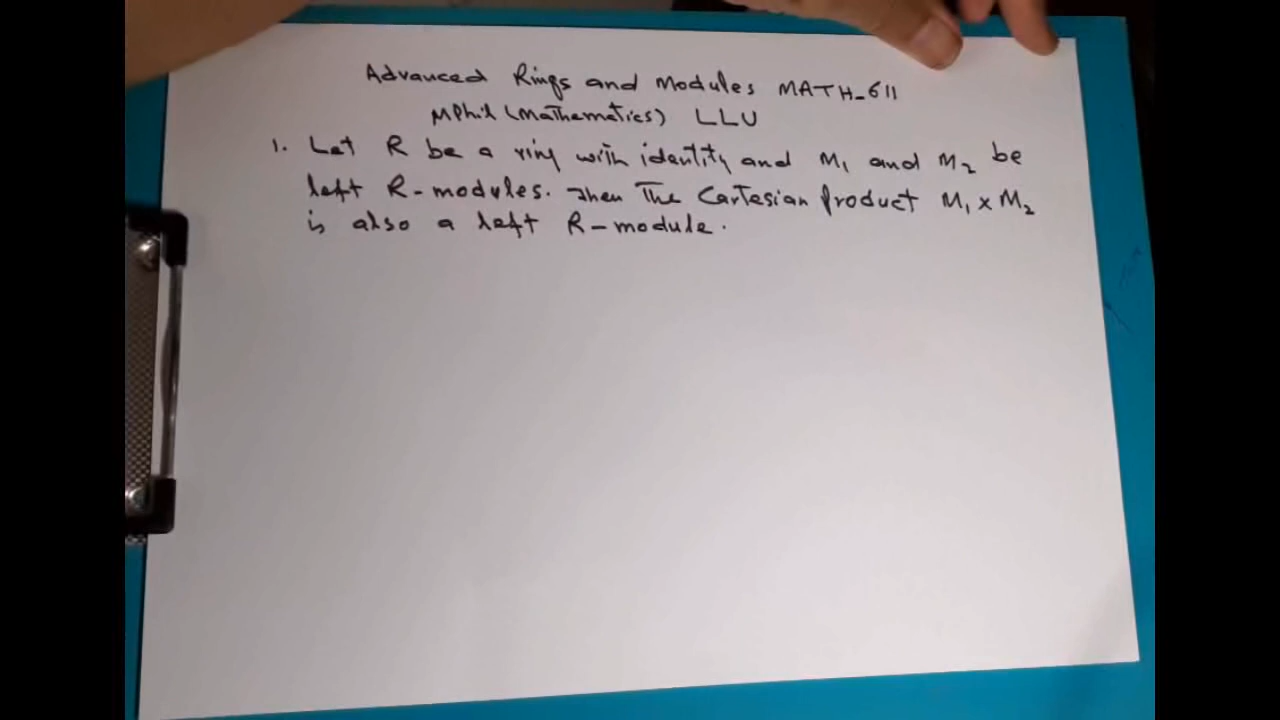 Advanced Rings and Modules MATH-611
MPhil (Mathematics) LLU
1. Let R be a ring with identity and M₁ and M₂ be
left R-modules. Then The Cartesian Product M₁ × M₂
is also a left R-module.